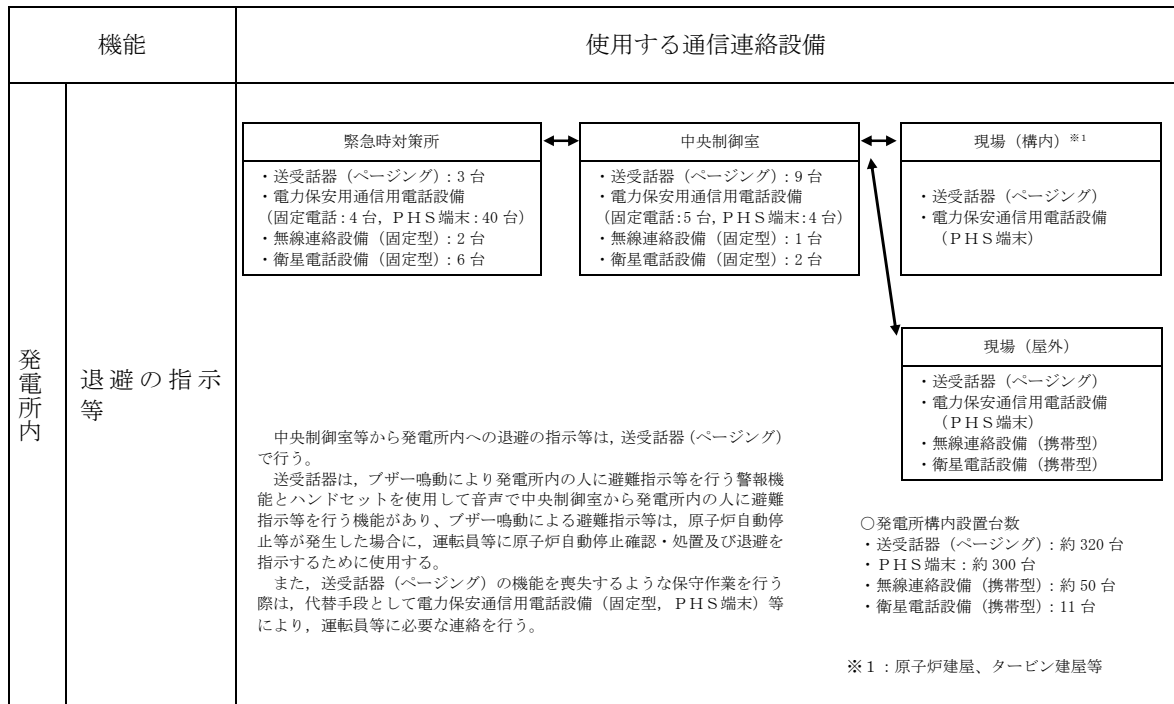 機能
使用する通信連絡設備
発電所内
退避の指示
等
緊急時対策所
・送受話器（ページング）：3 台
・電力保安用通信用電話設備
（固定電話：4 台，ＰＨＳ端末：40 台）
・無線連絡設備（固定型）：2 台
・衛星電話設備（固定型）：6 台
中央制御室
・送受話器（ページング）：9 台
・電力保安用通信用電話設備
（固定電話：5 台，ＰＨＳ端末：4 台）
・無線連絡設備（固定型）：1 台
・衛星電話設備（固定型）：2 台
現場（構内）※1
・送受話器（ページング）
・電力保安通信用電話設備
（ＰＨＳ端末）
現場（屋外）
・送受話器（ページング）
・電力保安通信用電話設備
（ＰＨＳ端末）
・無線連絡設備（携帯型）
・衛星電話設備（携帯型）
中央制御室等から発電所内への退避の指示等は，送受話器（ページング）
で行う。
送受話器は，ブザー鳴動により発電所内の人に避難指示等を行う警報機
能とハンドセットを使用して音声で中央制御室から発電所内の人に避難
指示等を行う機能があり、ブザー鳴動による避難指示等は，原子炉自動停
止等が発生した場合に，運転員等に原子炉自動停止確認・処置及び退避を
指示するために使用する。
また，送受話器（ページング）の機能を喪失するような保守作業を行う
際は，代替手段として電力保安通信用電話設備（固定型，ＰＨＳ端末）等
により，運転員等に必要な連絡を行う。
○発電所構内設置台数
・送受話器（ページング）：約 320 台
・ＰＨＳ端末：約 300 台
・無線連絡設備（携帯型）：約 50 台
・衛星電話設備（携帯型）：11 台
※１：原子炉建屋、タービン建屋等